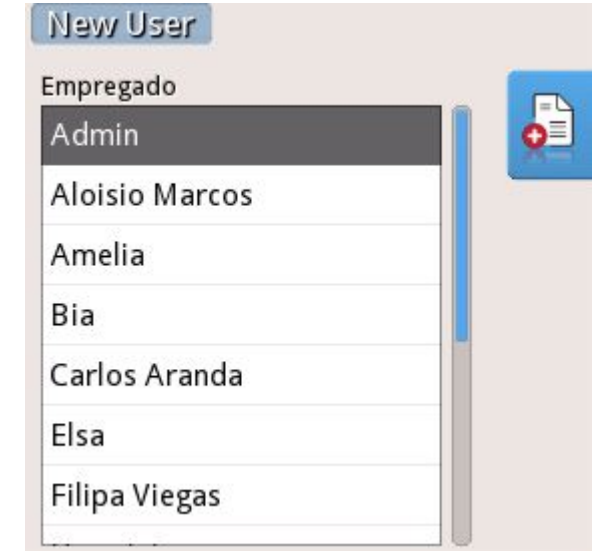 New User
Empregado
Admin
Aloisio Marcos
Amelia
Bia
Carlos Aranda
Elsa
Filipa Viegas